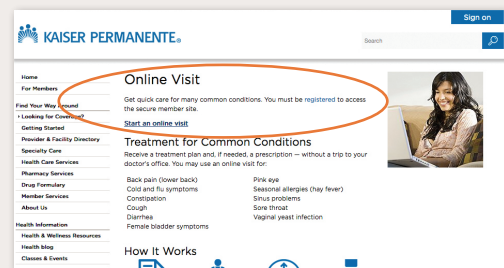 Sign on
KAISER PERMANENTE®
Search
Home
For Members
Find Your Way Around
Looking for Coverage?
Getting Started
Provider & Facility Directory
Specialty Care
Health Care Services
Pharmacy Services
Drug Formulary
Member Services
About Us
Health Information
Health & Wellness Resources
Health blog
Classes & Events
Online Visit
Get quick care for many common conditions. You must be registered to access
the secure member site.
Start an online visit
Treatment for Common Conditions
Receive a treatment plan and, if needed, a prescription — without a trip to your
doctor's office. You may use an online visit for:
Back pain (lower back)
Cold and flu symptoms
Constipation
Cough
Diarrhea
Female bladder symptoms
Pink eye
Seasonal allergies (hay fever)
Sinus problems
Sore throat
Vaginal yeast infection
How It Works